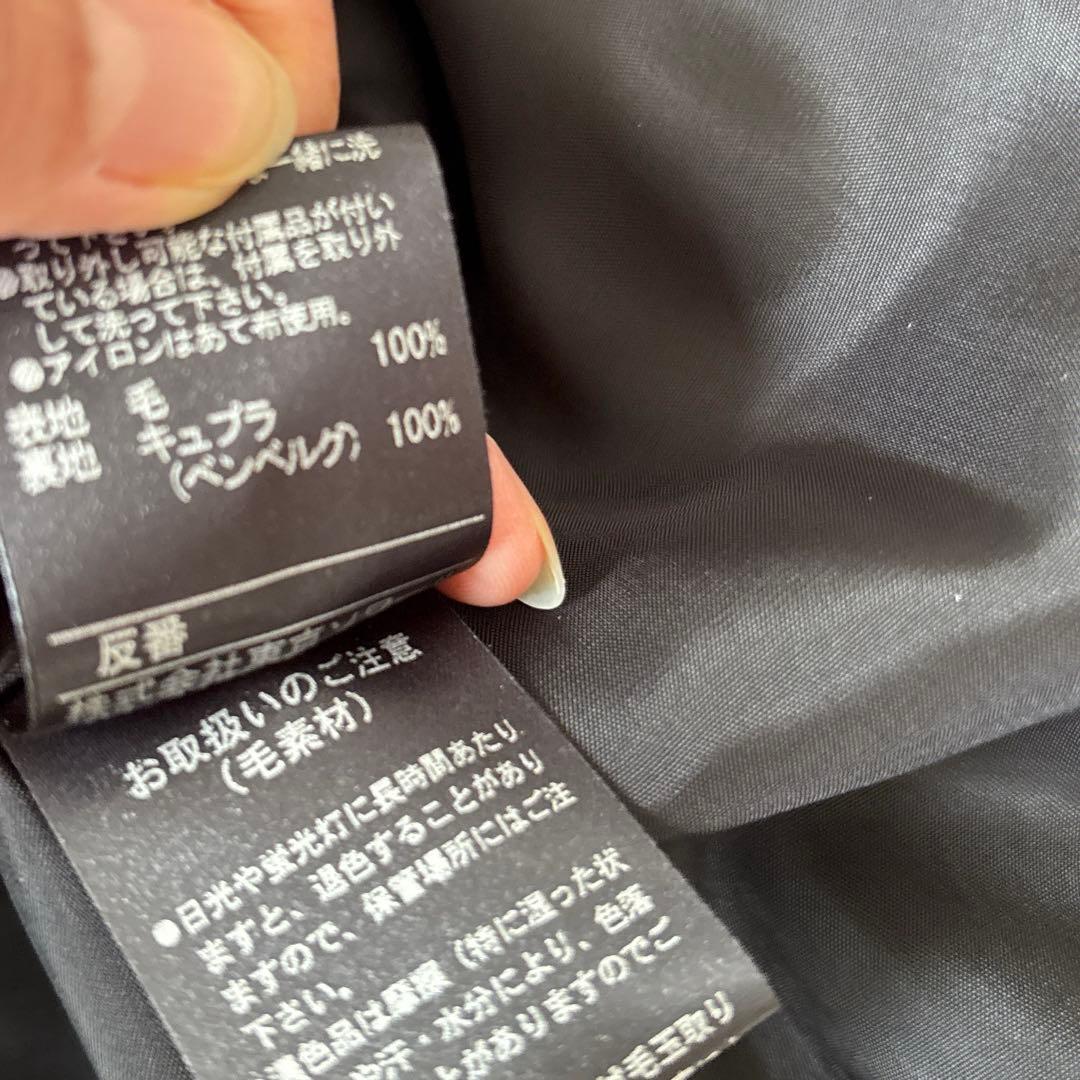 一緒に洗
って下さい
●取り外し可能な付属品が付い
ている場合は、付属を取り外
して洗って下さい。
●アイロンはあて布使用。
表地 毛 100%
裏地 キュプラ 100%
(ベンベルグ)
反番
株式会社東京ソ
お取扱いのご注意
(毛素材)
●日光や蛍光灯に長時間あたり
ますと、退色することがあり
ますので、保管場所にはご注
下さい。
濃色品は摩擦(特に湿った状
や汗・水分により、色落
とがありますのでご
毛玉取り